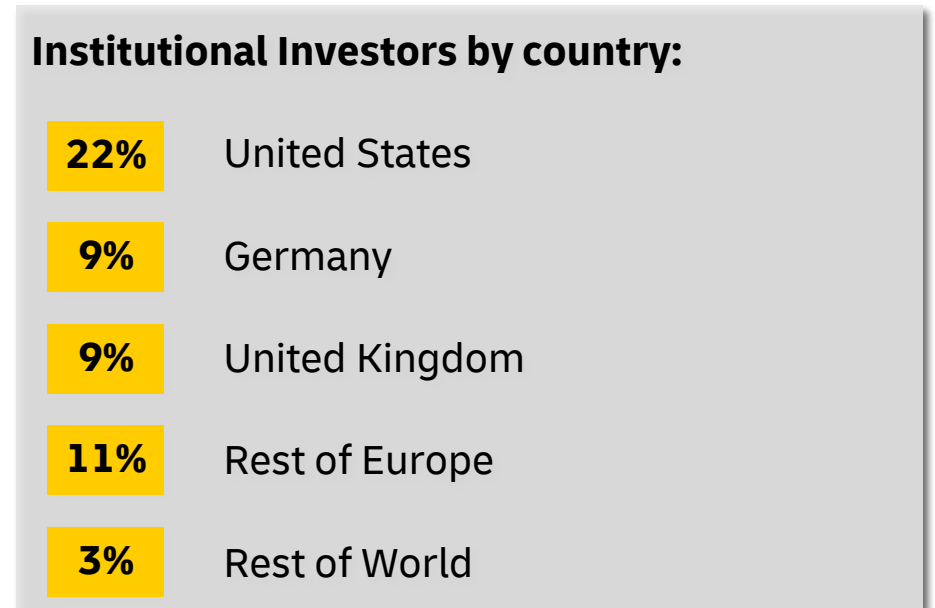 Institutional Investors by country:
22% United States
9% Germany
9% United Kingdom
11% Rest of Europe
3% Rest of World